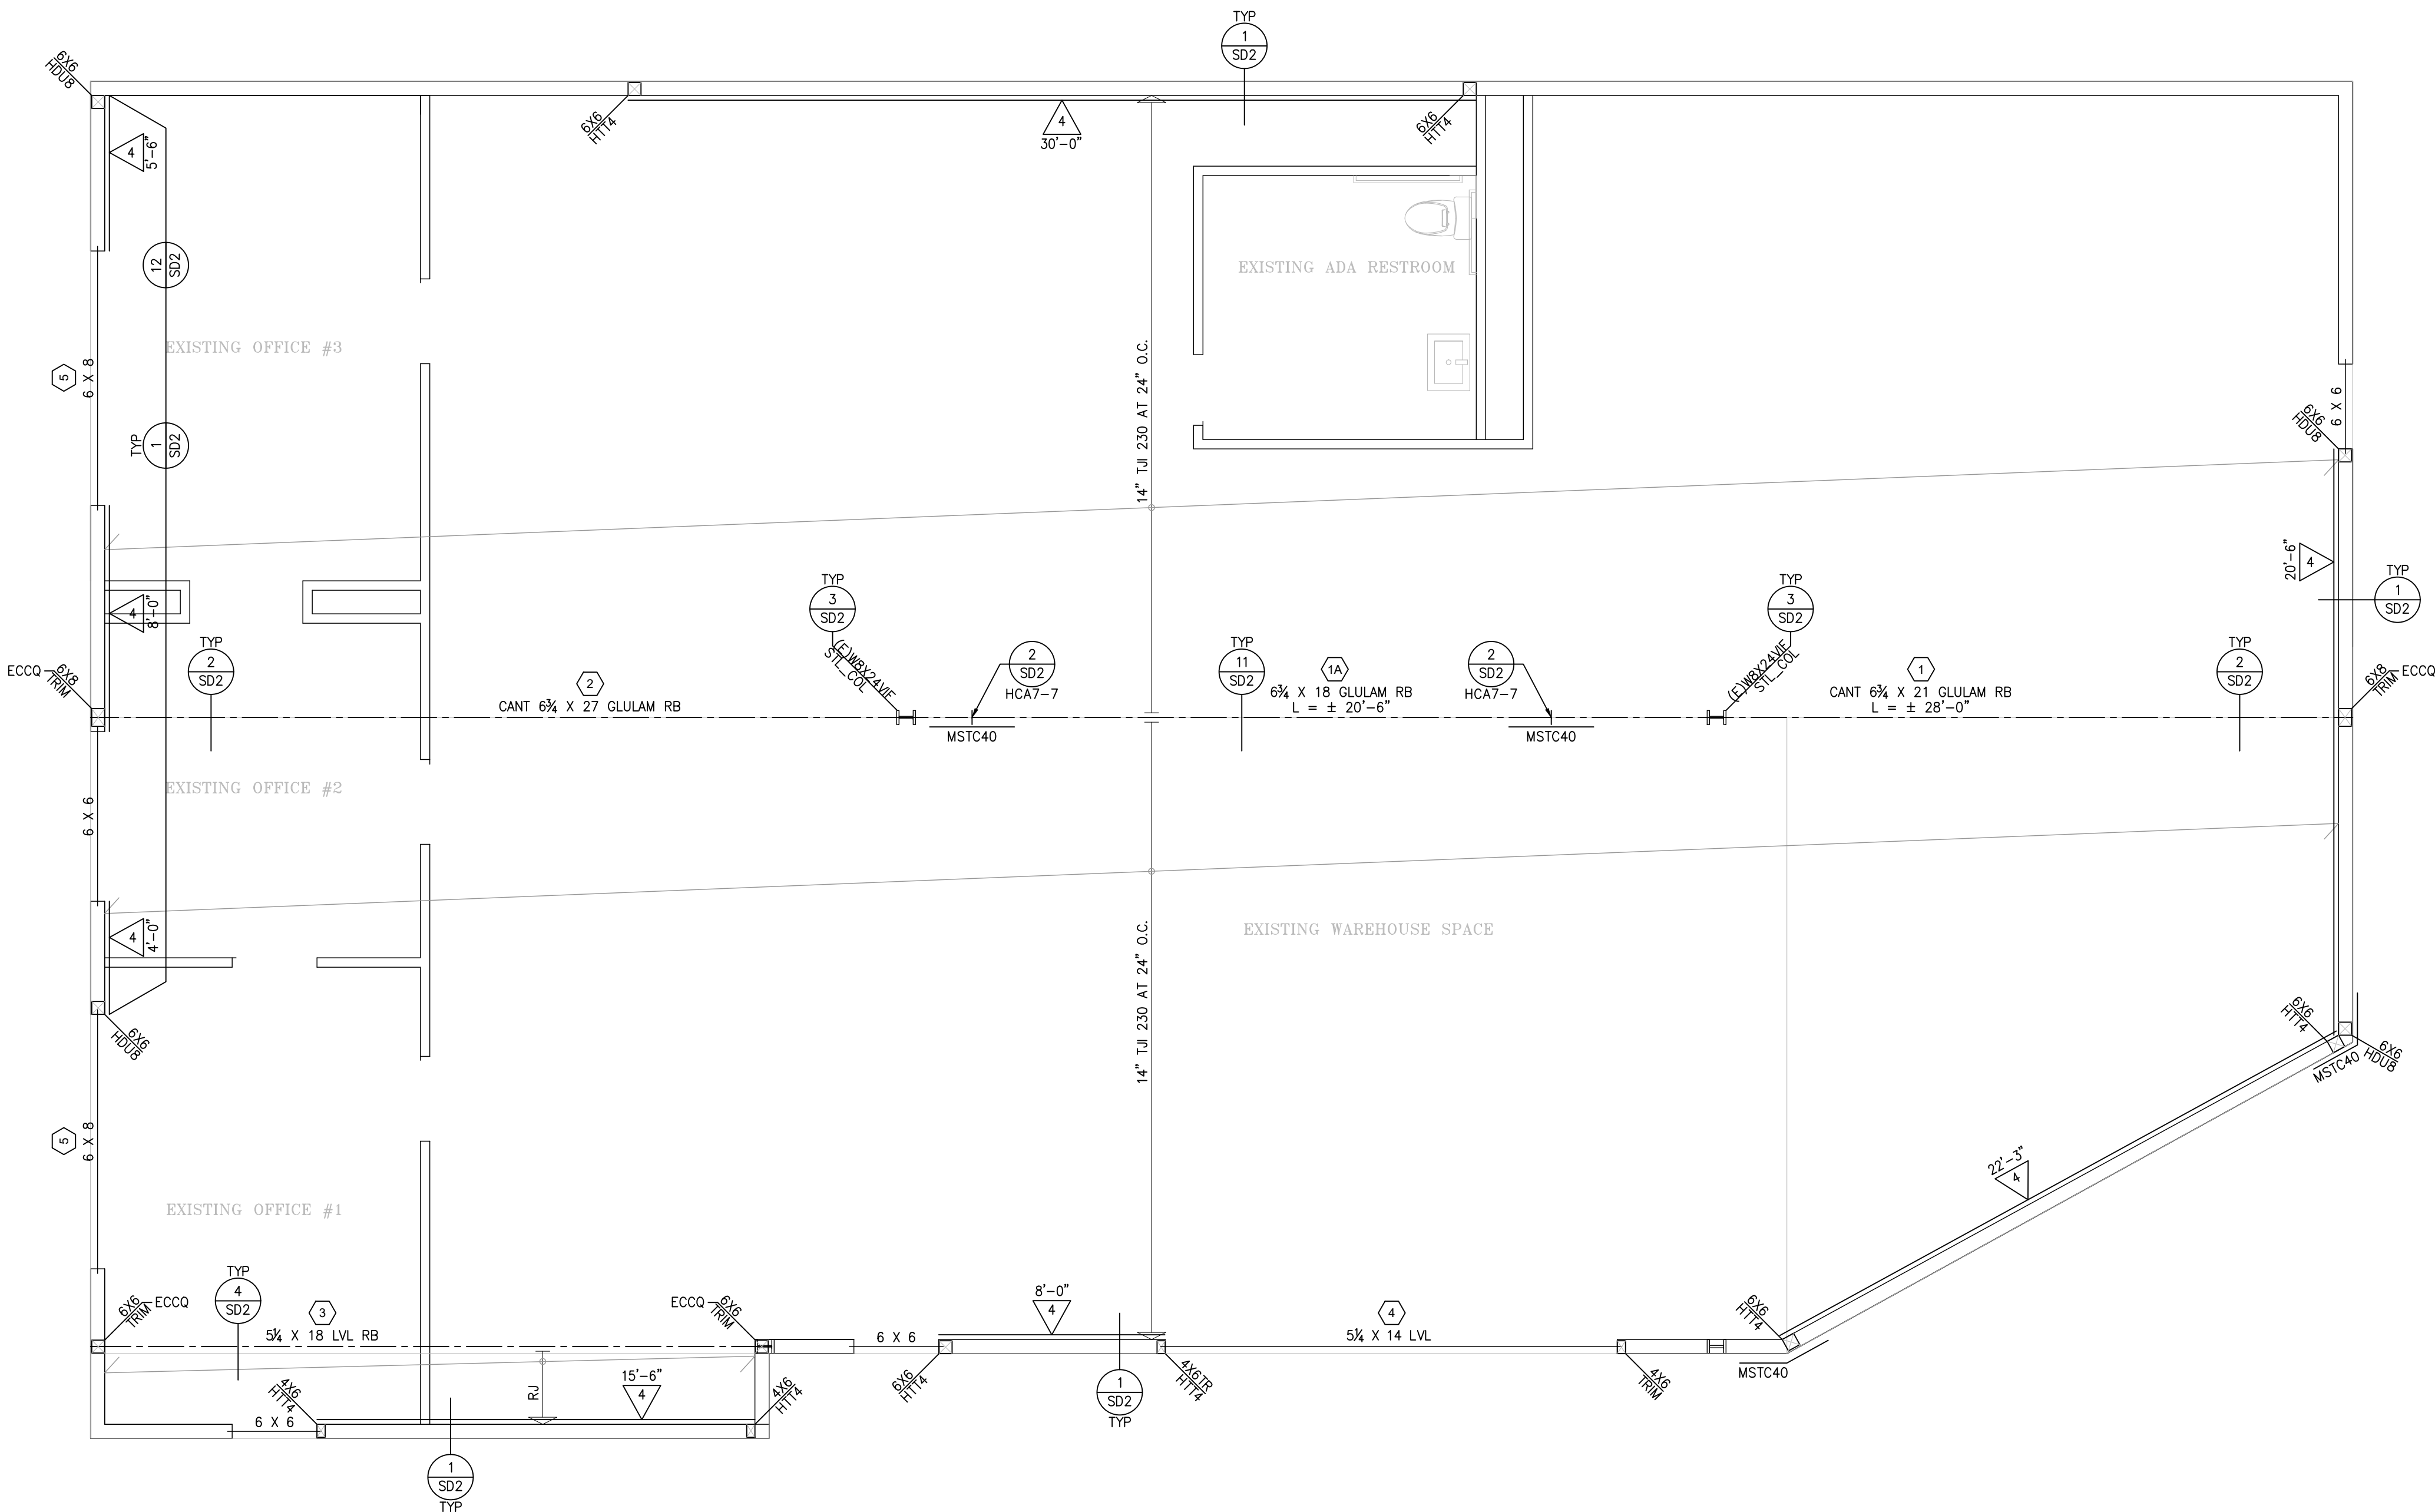 TYP
1
SD2
6X6
HDU8
4
5'-6"
6X6
HTT4
4
30'-0"
6X6
HTT4
12
SD2
EXISTING ADA RESTROOM
EXISTING OFFICE #3
5
6 X 8
TYP
1
SD2
14" TJI 230 AT 24" O.C.
6 X 6
6X6
HDU8
4
20'-6"
TYP
1
SD2
4
8'-0"
TYP
3
SD2
TYP
3
SD2
ECCQ
6X8
TRIM
TYP
2
SD2
2
CANT 6¾ X 27 GLULAM RB
(E)W8X24VIF
STL_COL
2
SD2
HCA7-7
MSTC40
TYP
11
SD2
1A
6¾ X 18 GLULAM RB
L = ± 20'-6"
2
SD2
HCA7-7
MSTC40
(E)W8X24VIF
STL_COL
1
CANT 6¾ X 21 GLULAM RB
L = ± 28'-0"
TYP
2
SD2
6X8
TRIM
ECCQ
EXISTING OFFICE #2
6 X 6
4
4'-0"
EXISTING WAREHOUSE SPACE
14" TJI 230 AT 24" O.C.
6X6
HDU8
6X6
HTT4
MSTC40
6X6
HDU8
5
6 X 8
22'-3"
4
EXISTING OFFICE #1
TYP
4
SD2
6X6
TRIM
ECCQ
3
5¼ X 18 LVL RB
ECCQ
6X6
TRIM
6 X 6
8'-0"
4
4
5¼ X 14 LVL
6X6
HTT4
MSTC40
6X6
HTT4
4X6TR
HTT4
4X6
TRIM
1
SD2
TYP
4X6
HTT4
6 X 6
RJ
15'-6"
4
4X6
HTT4
1
SD2
TYP